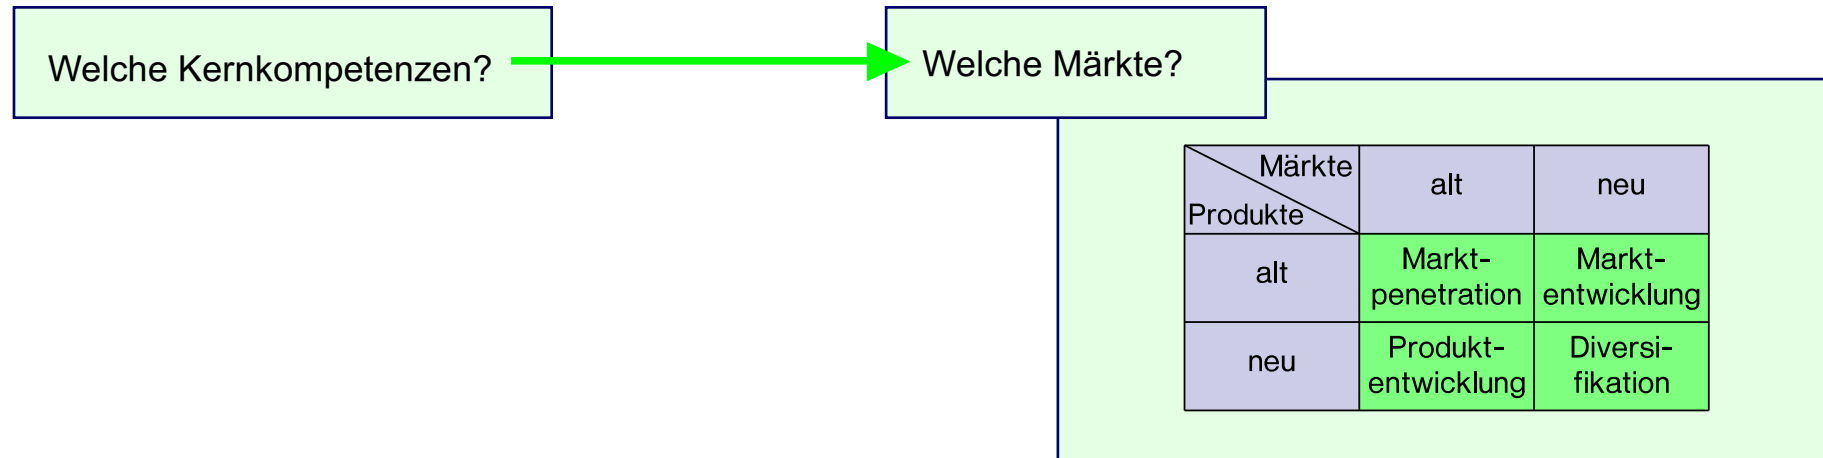 Welche Kernkompetenzen?
Welche Märkte?
Märkte
Produkte
alt
neu
alt
Markt-
penetration
Markt-
entwicklung
neu
Produkt-
entwicklung
Diversi-
fikation